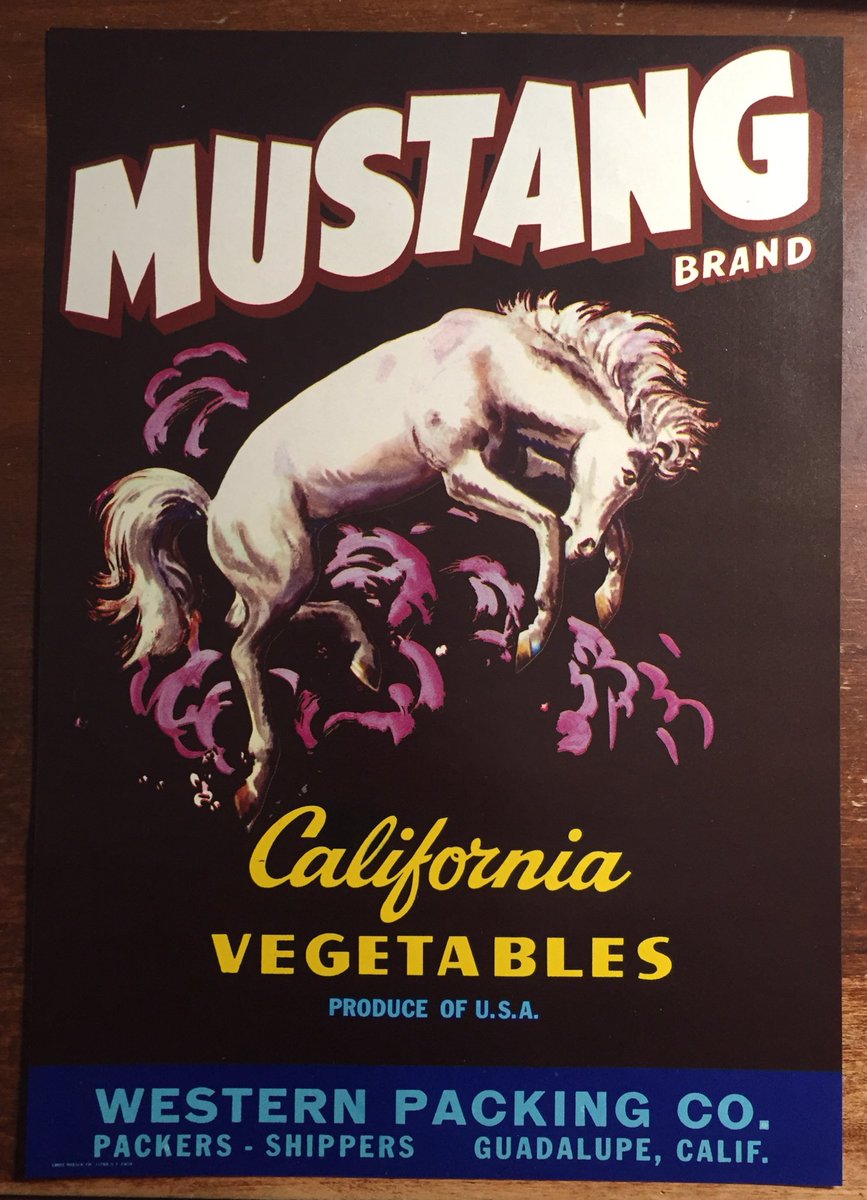 MUSTANG
BRAND
California
VEGETABLES
PRODUCE OF U.S.A.
WESTERN PACKING CO.
PACKERS - SHIPPERS GUADALUPE, CALIF.